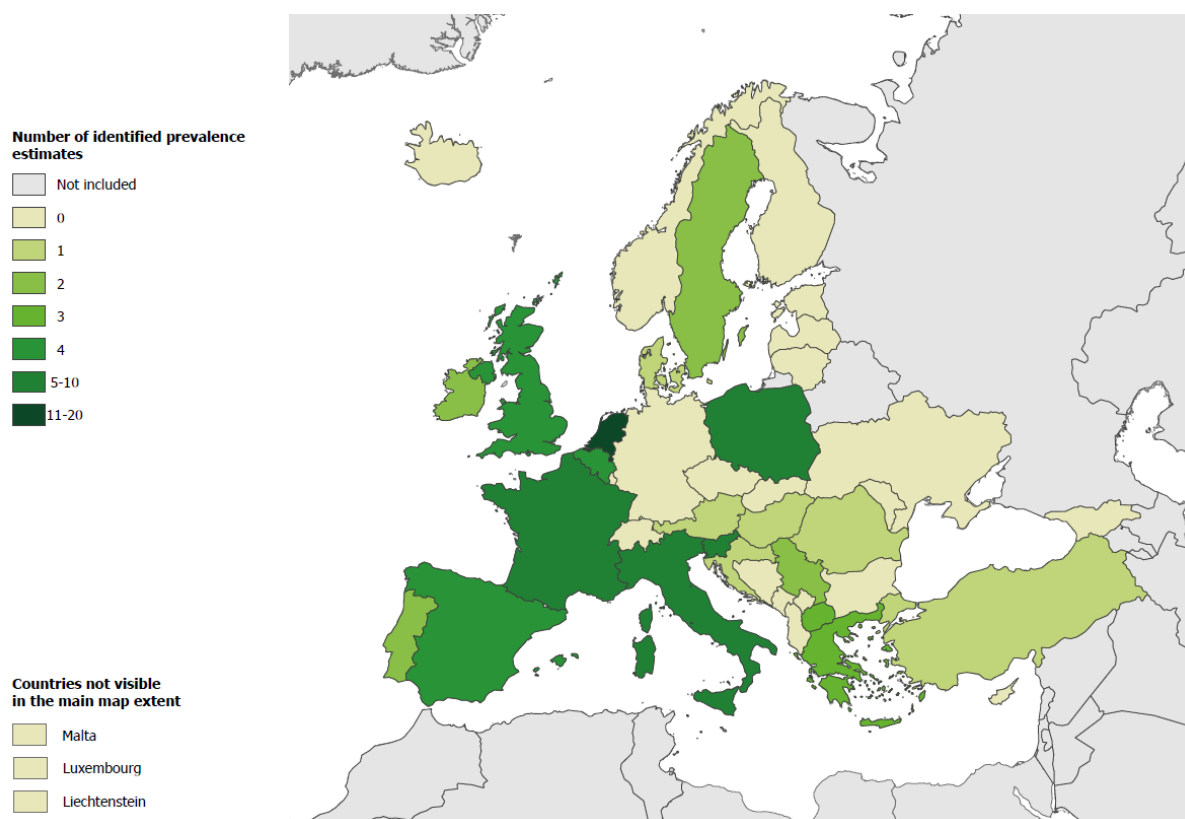 Number of identified prevalence
estimates
Not included
0
1
2
3
4
5-10
11-20
Countries not visible
in the main map extent
Malta
Luxembourg
Liechtenstein